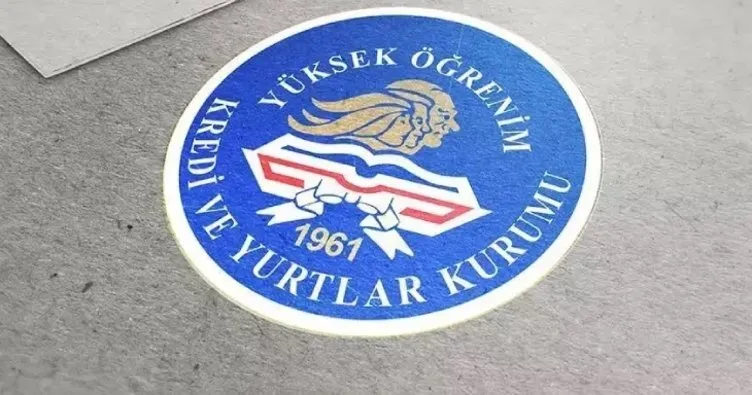 YÜKSEK ÖĞRENİM
KREDİ VE YURTLAR KURUMU
1961